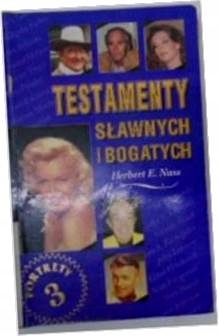 TESTAMENTY
SŁAWNYCH
I BOGATYCH
Herbert E. Nass
PORTRETY
3